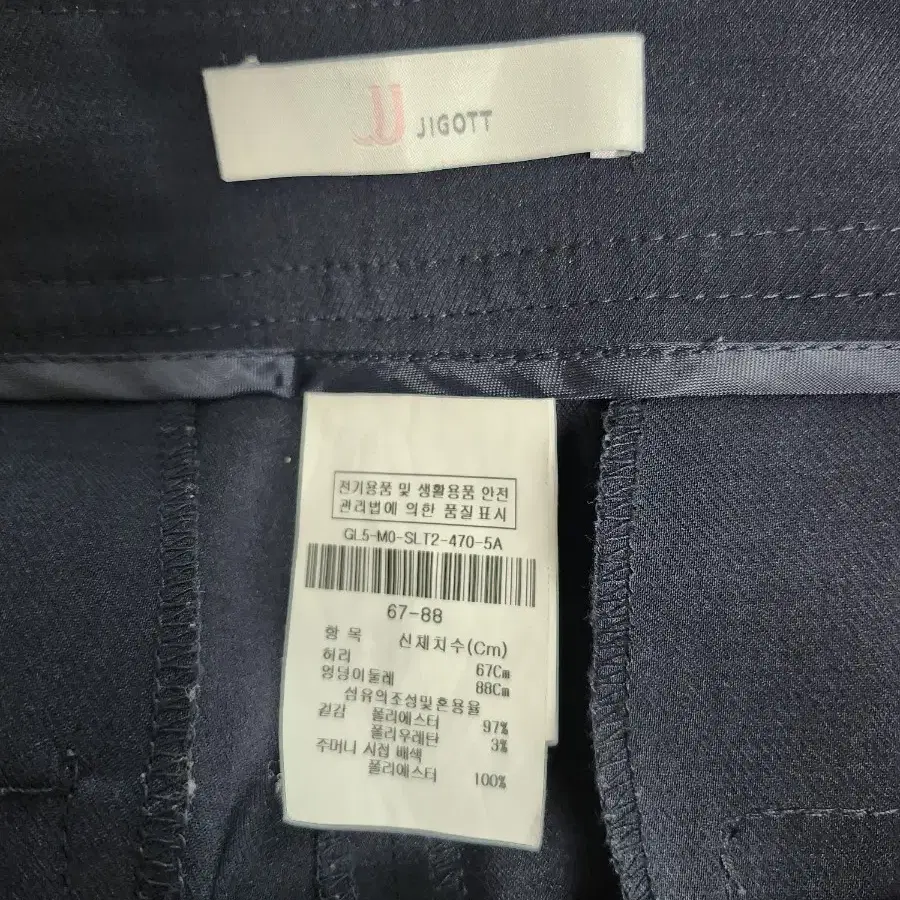 JIGOTT
전기용품 및 생활용품 안전
관리법에 의한 품질표시
GL5-MO-SLT2-470-5A
67-88
항 목 신체치수(Cm)
허리 67Cm
엉덩이둘레 88Cm
섬유의조성및혼용율
겉감 폴리에스터 97%
폴리우레탄 3%
주머니 시접 배색
폴리에스터 100%